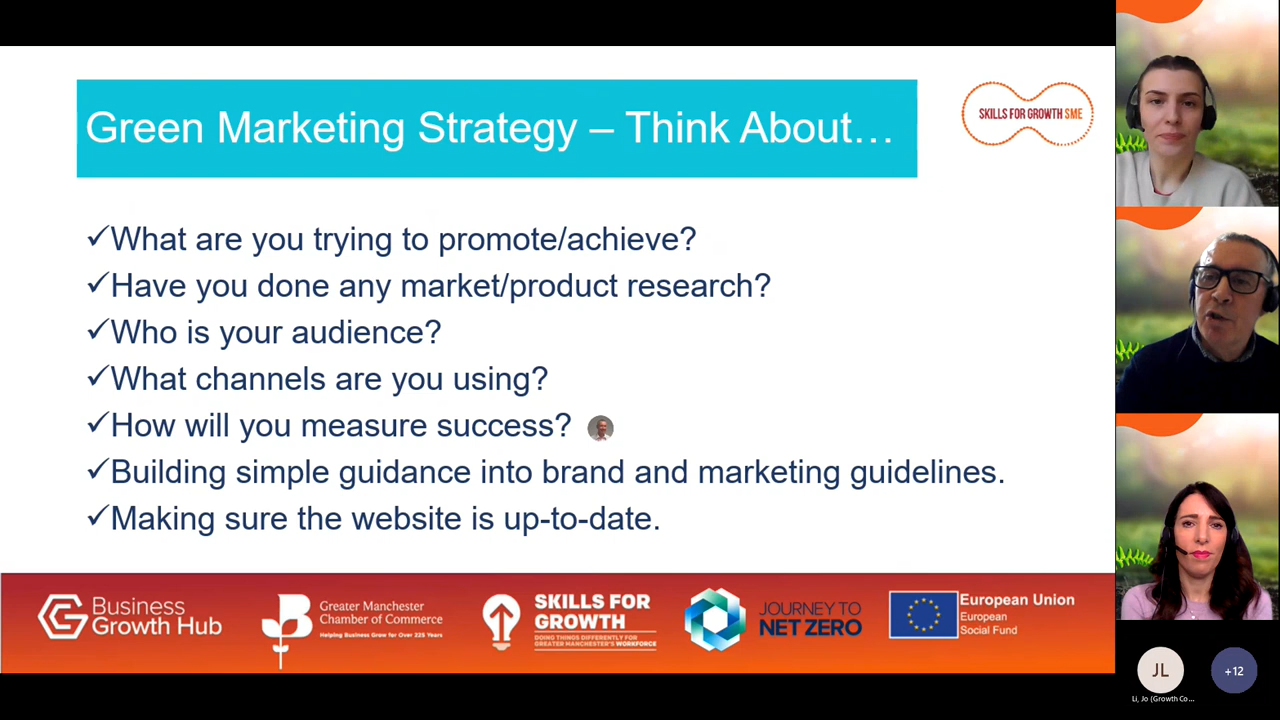 Green Marketing Strategy – Think About…
SKILLS FOR GROWTH SME
✓What are you trying to promote/achieve?
✓Have you done any market/product research?
✓Who is your audience?
✓What channels are you using?
✓How will you measure success?
✓Building simple guidance into brand and marketing guidelines.
✓Making sure the website is up-to-date.
Business
Growth Hub
Greater Manchester
Chamber of Commerce
Helping Business Grow for Over 225 Years
SKILLS FOR
GROWTH
DOING THINGS DIFFERENTLY FOR
GREATER MANCHESTER'S WORKFORCE
JOURNEY TO
NET ZERO
European Union
European
Social Fund
JL
+12
Li, Jo (Growth Co...